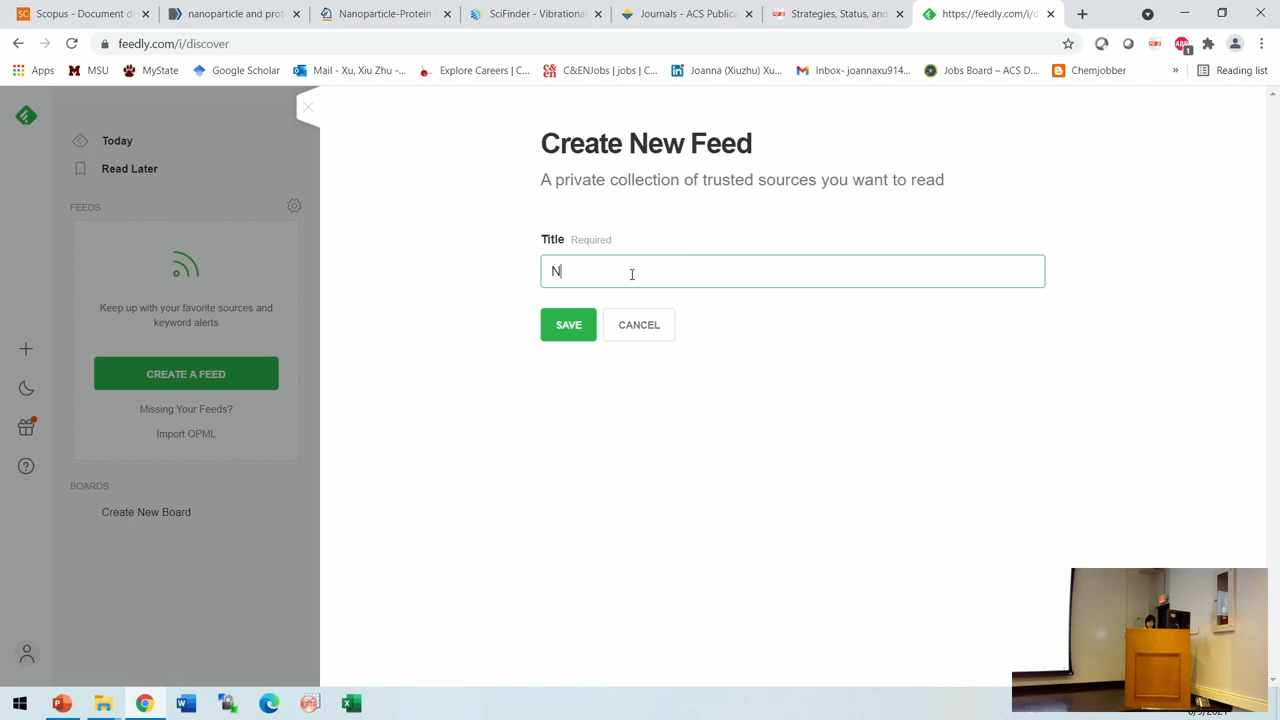 Scopus - Document d
nanoparticle and prot
Nanoparticle-Protein I
SciFinder - Vibrational
Journals - ACS Publica
Strategies, Status, and
https://feedly.com/i/d
feedly.com/i/discover
Apps
MSU
MyState
Google Scholar
Mail - Xu, Xiu Zhu -...
Explore Careers | C...
C&ENJobs | jobs | C...
Joanna (Xiuzhu) Xu...
Inbox- joannaxu914...
Jobs Board – ACS D...
Chemjobber
»
Reading list
Today
Read Later
FEEDS
Keep up with your favorite sources and
keyword alerts
CREATE A FEED
Missing Your Feeds?
Import OPML
BOARDS
Create New Board
Create New Feed
A private collection of trusted sources you want to read
Title Required
N
SAVE
CANCEL